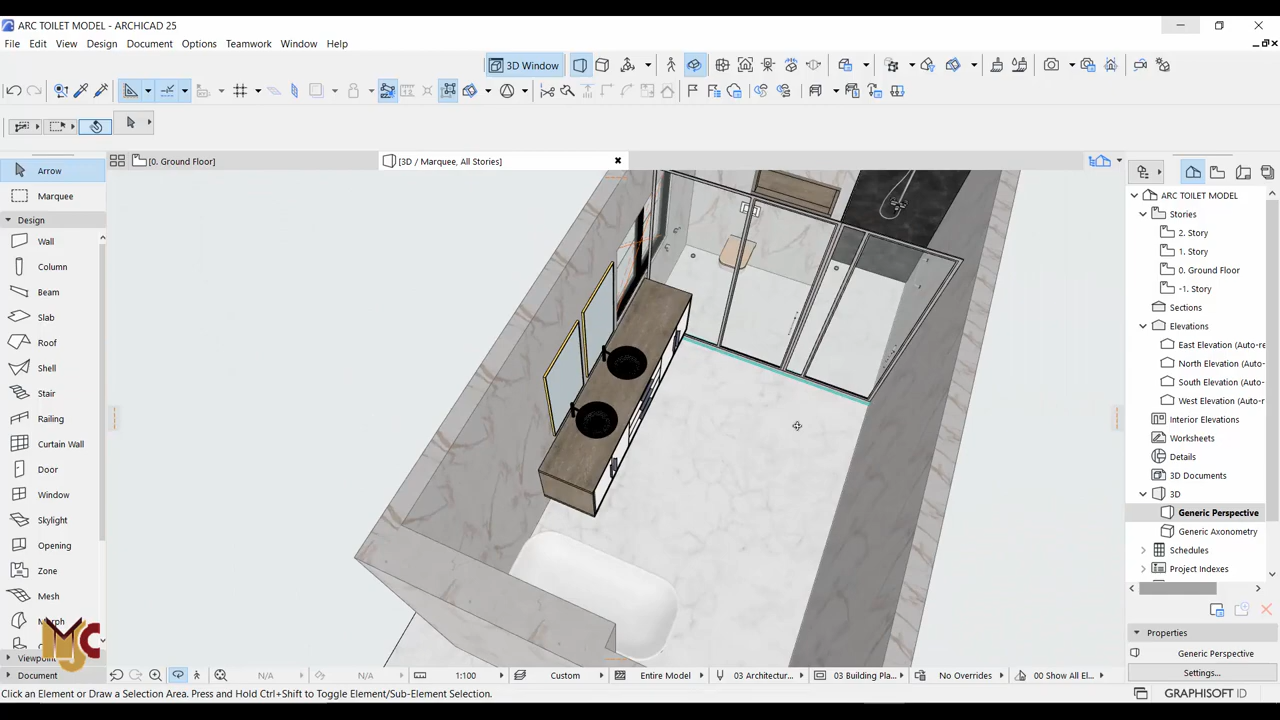 ARC TOILET MODEL - ARCHICAD 25
File Edit View Design Document Options Teamwork Window Help
3D Window
[0. Ground Floor]
[3D / Marquee, All Stories]
Arrow
Marquee
Design
Wall
Column
Beam
Slab
Roof
Shell
Stair
Railing
Curtain Wall
Door
Window
Skylight
Opening
Zone
Mesh
Morph
Viewpoin
Document
MJC
ARC TOILET MODEL
Stories
2. Story
1. Story
0. Ground Floor
-1. Story
Sections
Elevations
East Elevation (Auto-re
North Elevation (Auto-
South Elevation (Auto-
West Elevation (Auto-r
Interior Elevations
Worksheets
Details
3D Documents
3D
Generic Perspective
Generic Axonometry
Schedules
Project Indexes
Properties
Generic Perspective
Settings...
N/A N/A 1:100 Custom Entire Model 03 Architectur... 03 Building Pla... No Overrides 00 Show All El...
Click an Element or Draw a Selection Area. Press and Hold Ctrl+Shift to Toggle Element/Sub-Element Selection.
GRAPHISOFT ID